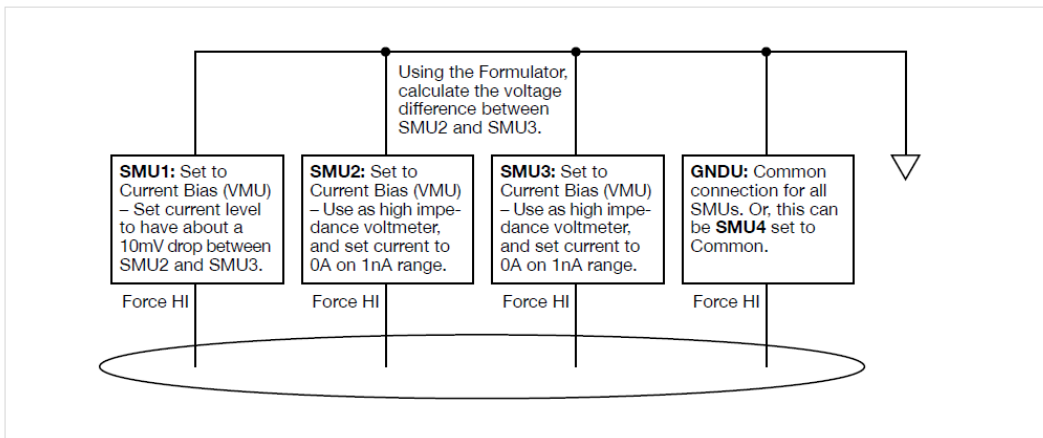 Using the Formulator,
calculate the voltage
difference between
SMU2 and SMU3.
SMU1: Set to
Current Bias (VMU)
– Set current level
to have about a
10mV drop between
SMU2 and SMU3.
SMU2: Set to
Current Bias (VMU)
– Use as high impe-
dance voltmeter,
and set current to
0A on 1nA range.
SMU3: Set to
Current Bias (VMU)
– Use as high impe-
dance voltmeter,
and set current to
0A on 1nA range.
GNDU: Common
connection for all
SMUs. Or, this can
be SMU4 set to
Common.
Force HI
Force HI
Force HI
Force HI